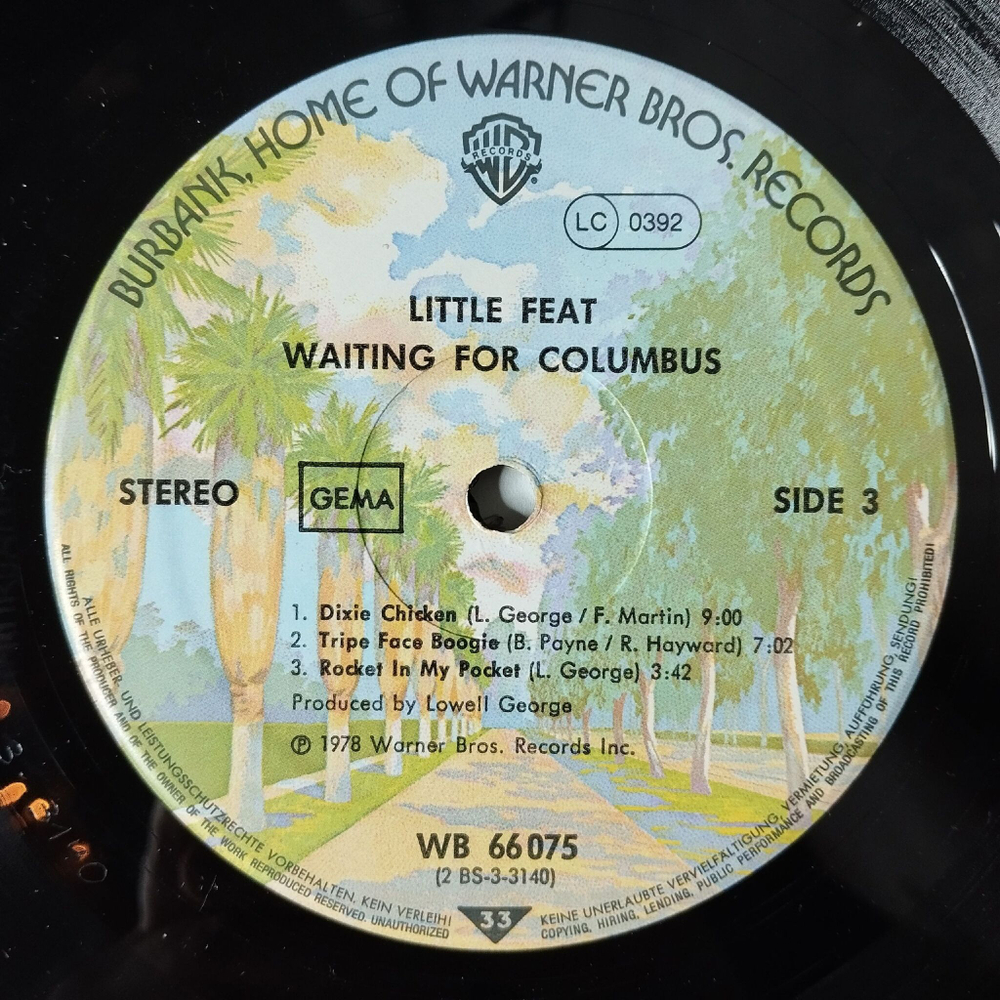 BURBANK, HOME OF WARNER BROS. RECORDS
WB
RECORDS
LC 0392
LITTLE FEAT
WAITING FOR COLUMBUS
STEREO
GEMA
SIDE 3
1. Dixie Chicken (L. George / F. Martin) 9:00
2. Tripe Face Boogie (B. Payne / R. Hayward) 7:02
3. Rocket In My Pocket (L. George) 3:42
Produced by Lowell George
℗ 1978 Warner Bros. Records Inc.
WB 66 075
(2 BS-3-3140)
33
ALLE URHEBER- UND LEISTUNGSSCHUTZRECHTE VORBEHALTEN. KEIN VERLEIH! KEINE UNERLAUBTE VERVIELFÄLTIGUNG, VERMIETUNG, AUFFÜHRUNG, SENDUNG!
ALL RIGHTS OF THE PRODUCER AND OF THE OWNER OF THE WORK REPRODUCED RESERVED. UNAUTHORIZED COPYING, HIRING, LENDING, PUBLIC PERFORMANCE AND BROADCASTING OF THIS RECORD PROHIBITED!